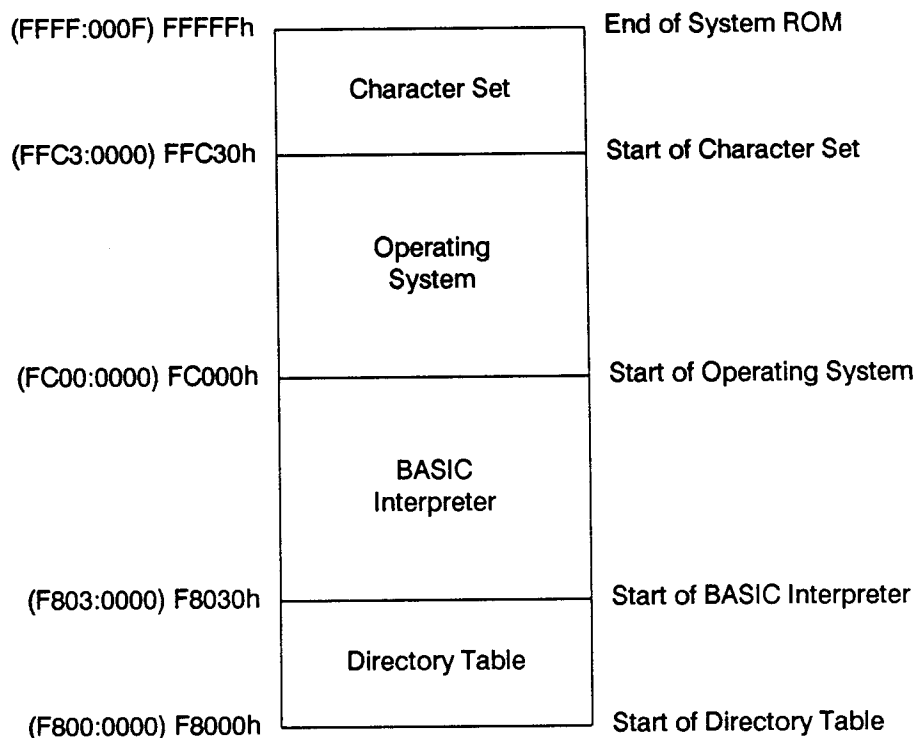 (FFFF:000F) FFFFFh End of System ROM
Character Set
(FFC3:0000) FFC30h Start of Character Set
Operating
System
(FC00:0000) FC000h Start of Operating System
BASIC
Interpreter
(F803:0000) F8030h Start of BASIC Interpreter
Directory Table
(F800:0000) F8000h Start of Directory Table